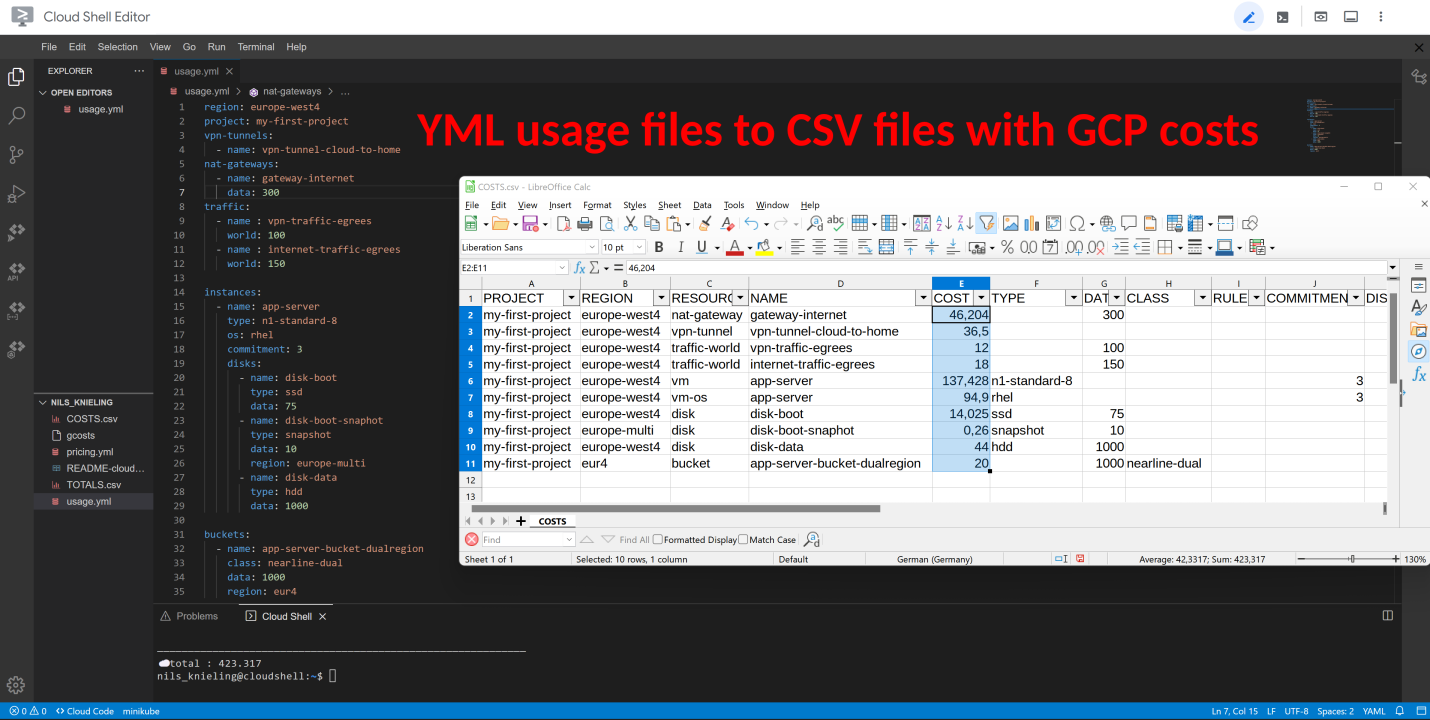 Cloud Shell Editor
File Edit Selection View Go Run Terminal Help
EXPLORER
OPEN EDITORS
usage.yml
NILS_KNIELING
COSTS.csv
gcosts
pricing.yml
README-cloud...
TOTALS.csv
usage.yml
usage.yml
usage.yml > nat-gateways > ...
1 region: europe-west4
2 project: my-first-project
3 vpn-tunnels:
4 - name: vpn-tunnel-cloud-to-home
5 nat-gateways:
6 - name: gateway-internet
7 data: 300
8 traffic:
9 - name : vpn-traffic-egrees
10 world: 100
11 - name : internet-traffic-egrees
12 world: 150
13
14 instances:
15 - name: app-server
16 type: n1-standard-8
17 os: rhel
18 commitment: 3
19 disks:
20 - name: disk-boot
21 type: ssd
22 data: 75
23 - name: disk-boot-snaphot
24 type: snapshot
25 data: 10
26 region: europe-multi
27 - name: disk-data
28 type: hdd
29 data: 1000
30
31 buckets:
32 - name: app-server-bucket-dualregion
33 class: nearline-dual
34 data: 1000
35 region: eur4
YML usage files to CSV files with GCP costs
COSTS.csv - LibreOffice Calc
File Edit View Insert Format Styles Sheet Data Tools Window Help
Liberation Sans 10 pt
E2:E11 46,204
A B C D E F G H I J
1 PROJECT REGION RESOURC NAME COST TYPE DAT CLASS RULE COMMITMEN DIS
2 my-first-project europe-west4 nat-gateway gateway-internet 46,204 300
3 my-first-project europe-west4 vpn-tunnel vpn-tunnel-cloud-to-home 36,5
4 my-first-project europe-west4 traffic-world vpn-traffic-egrees 12 100
5 my-first-project europe-west4 traffic-world internet-traffic-egrees 18 150
6 my-first-project europe-west4 vm app-server 137,428 n1-standard-8 3
7 my-first-project europe-west4 vm-os app-server 94,9 rhel 3
8 my-first-project europe-west4 disk disk-boot 14,025 ssd 75
9 my-first-project europe-multi disk disk-boot-snaphot 0,26 snapshot 10
10 my-first-project europe-west4 disk disk-data 44 hdd 1000
11 my-first-project eur4 bucket app-server-bucket-dualregion 20 1000 nearline-dual
12
13
COSTS
Find Find All Formatted Display Match Case
Sheet 1 of 1 Selected: 10 rows, 1 column Default German (Germany) Average: 42,3317; Sum: 423,317 130%
Problems Cloud Shell
total : 423.317
nils_knieling@cloudshell:~$
0 0 Cloud Code minikube Ln 7, Col 15 LF UTF-8 Spaces: 2 YAML